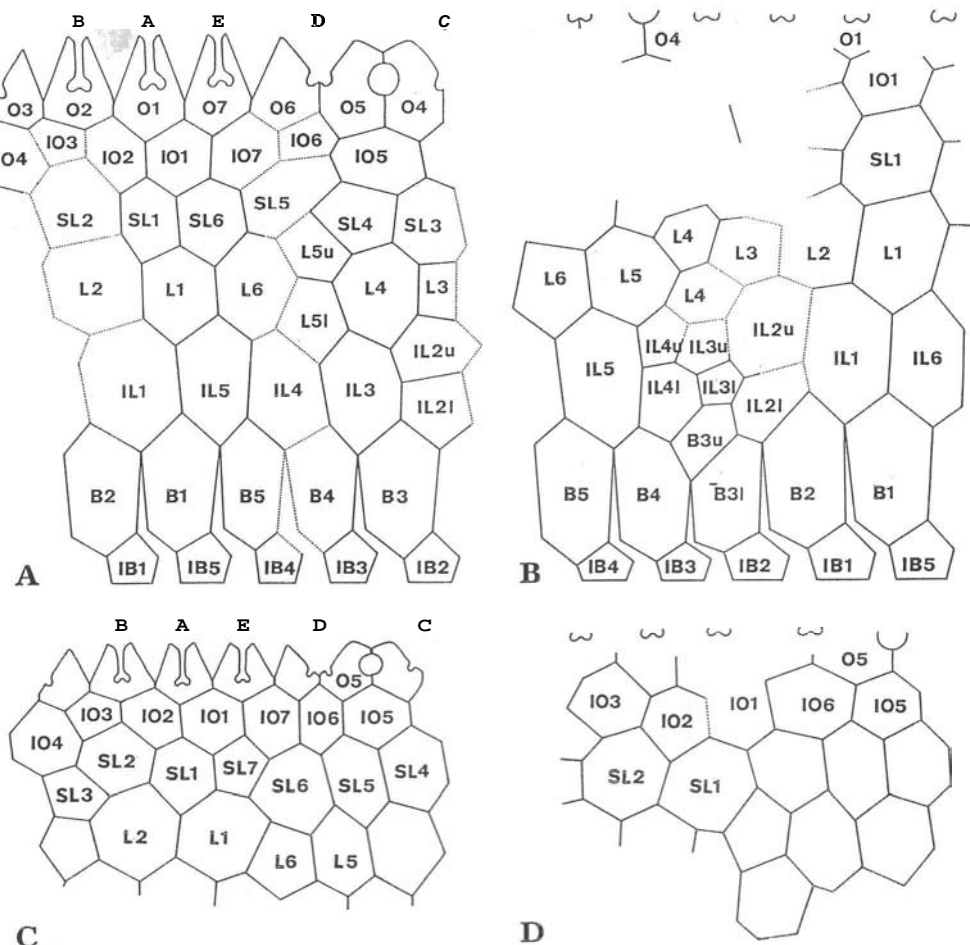 B A E D C
O3 O2 O1 O7 O6 O5 O4
O4 IO3 IO2 IO1 IO7 IO6 IO5
SL2 SL1 SL6 SL5 SL4 SL3
L5u
L2 L1 L6 L5l L4 L3
IL2u
IL1 IL5 IL4 IL3 IL2l
B2 B1 B5 B4 B3
IB1 IB5 IB4 IB3 IB2
A
O4 O1
IO1
SL1
L6 L5 L4 L3 L2 L1
L4
IL2u
IL5 IL4u IL3u IL1 IL6
IL4l IL3l IL2l
B3u
B5 B4 B3l B2 B1
IB4 IB3 IB2 IB1 IB5
B
B A E D C
O5
IO4 IO3 IO2 IO1 IO7 IO6 IO5
SL3 SL2 SL1 SL7 SL6 SL5 SL4
L2 L1 L6 L5
C
O5
IO3 IO2 IO1 IO6 IO5
SL2 SL1
D